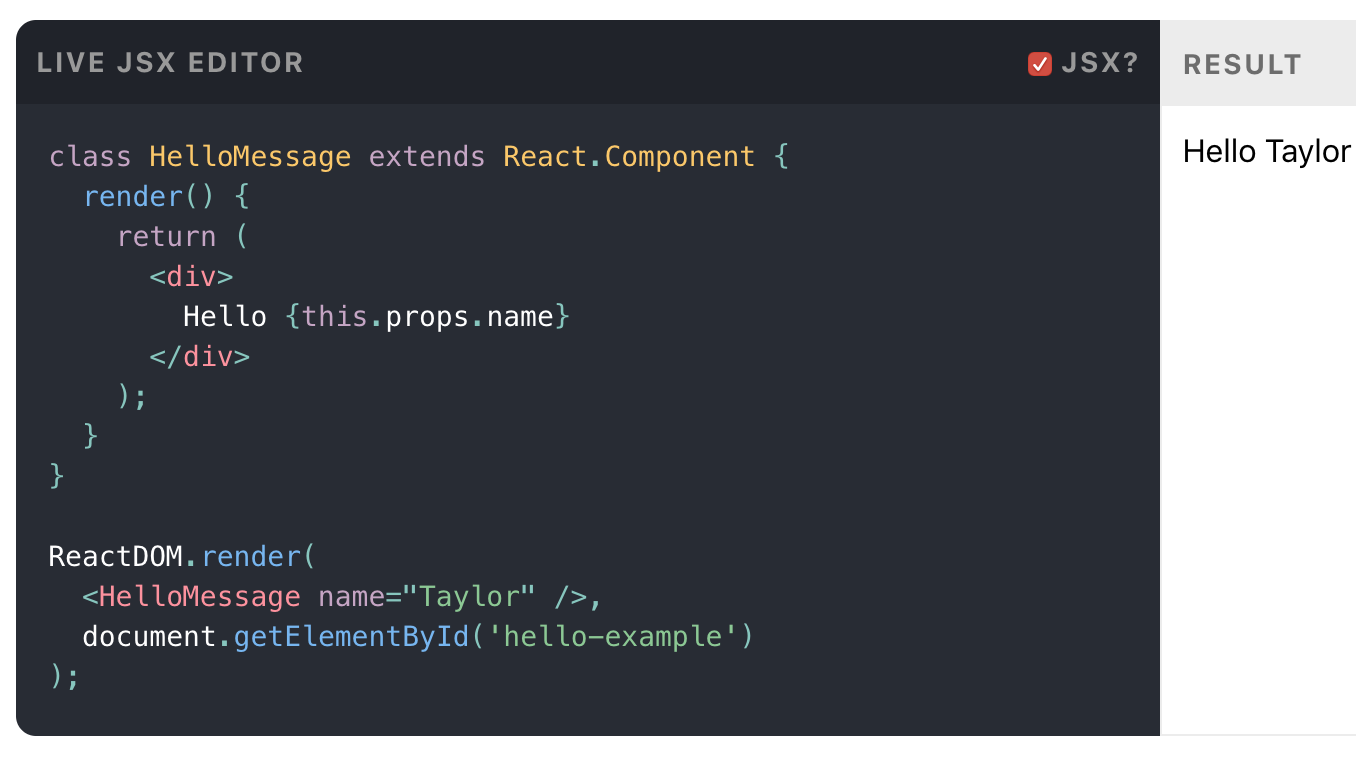 LIVE JSX EDITOR
JSX?
class HelloMessage extends React.Component {
  render() {
    return (
      <div>
        Hello {this.props.name}
      </div>
    );
  }
}

ReactDOM.render(
  <HelloMessage name="Taylor" />,
  document.getElementById('hello-example')
);
RESULT
Hello Taylor